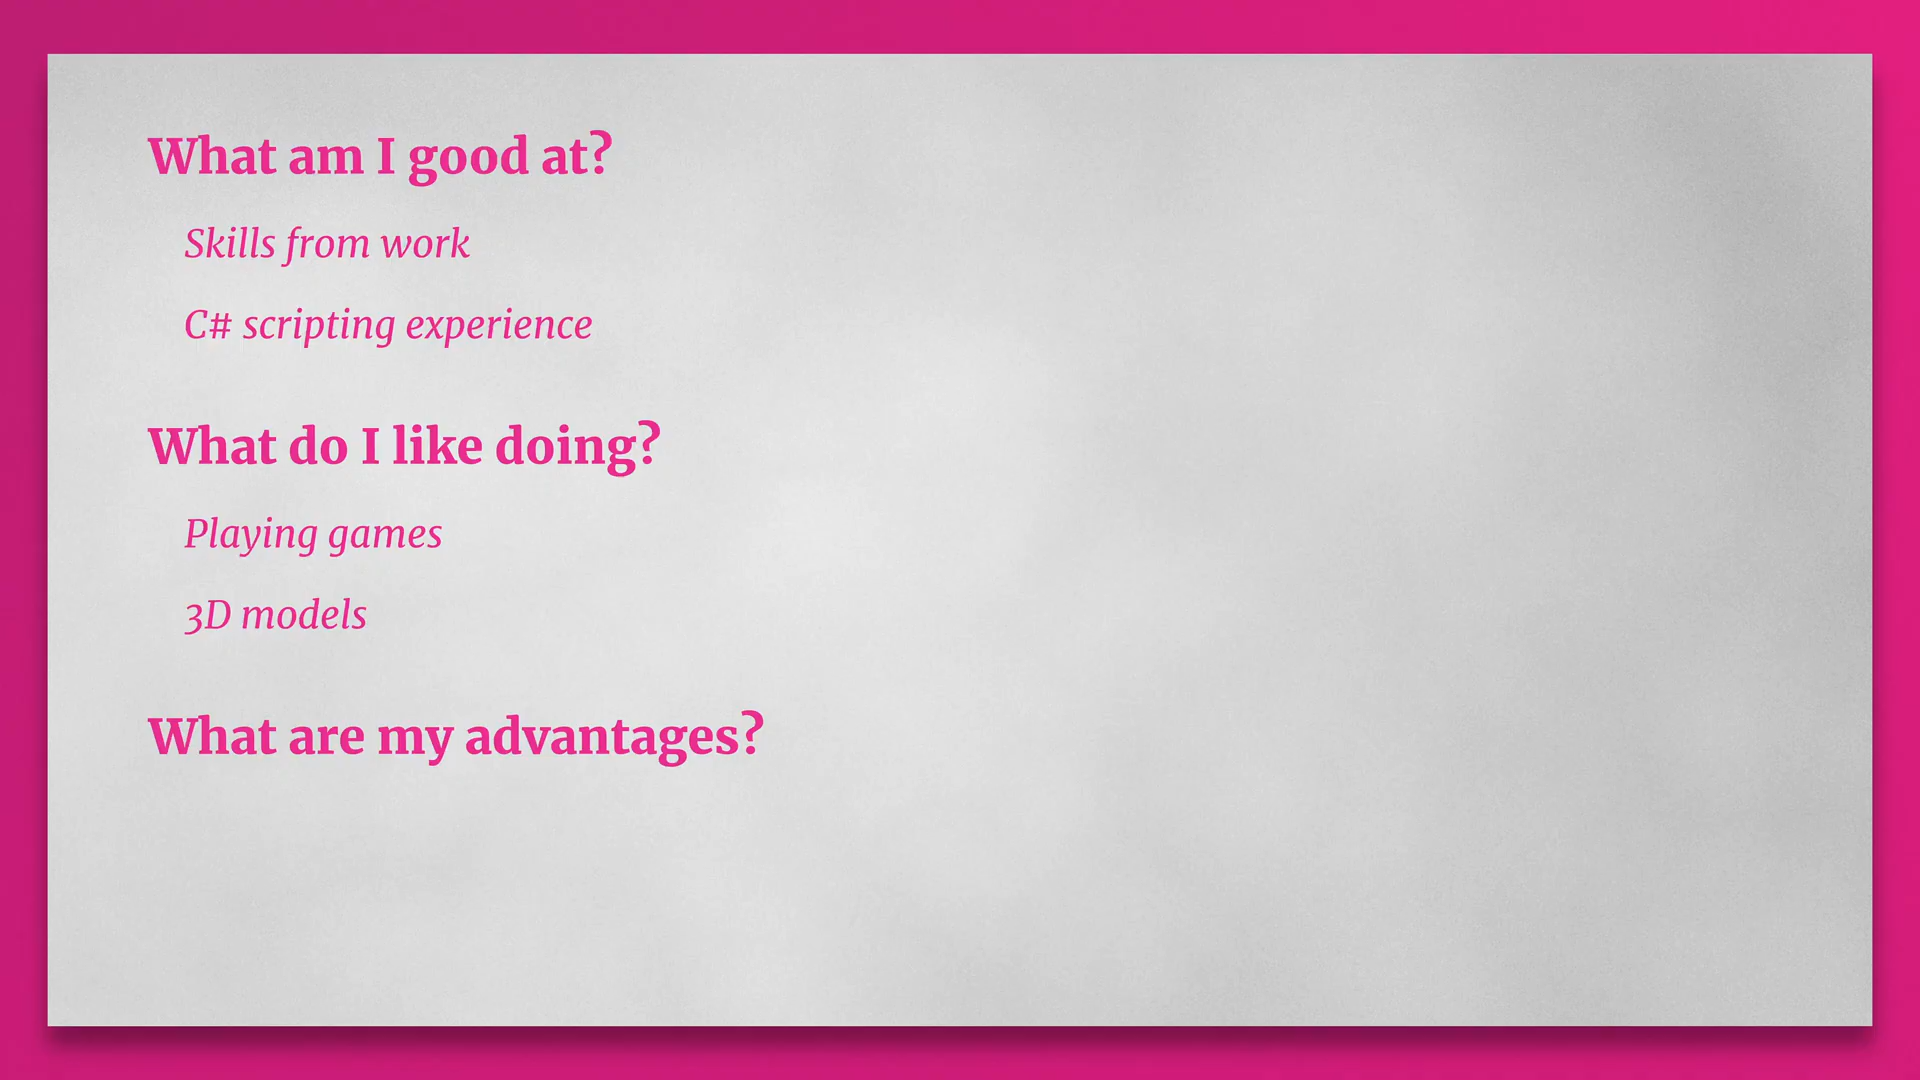 What am I good at?
Skills from work
C# scripting experience
What do I like doing?
Playing games
3D models
What are my advantages?